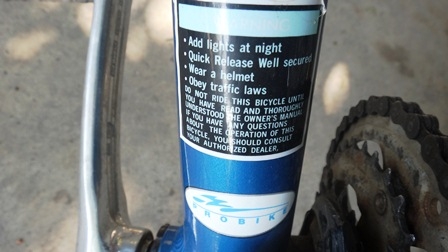 • Add lights at night
• Quick Release Well secured
• Wear a helmet
• Obey traffic laws
DO NOT RIDE THIS BICYCLE UNTIL
YOU HAVE READ AND THOROUGHLY
UNDERSTOOD THE OWNER'S MANUAL
IF YOU HAVE ANY QUESTIONS
ABOUT THE OPERATION OF THIS
BICYCLE, YOU SHOULD CONSULT
YOUR AUTHORIZED DEALER.
PROBIKE